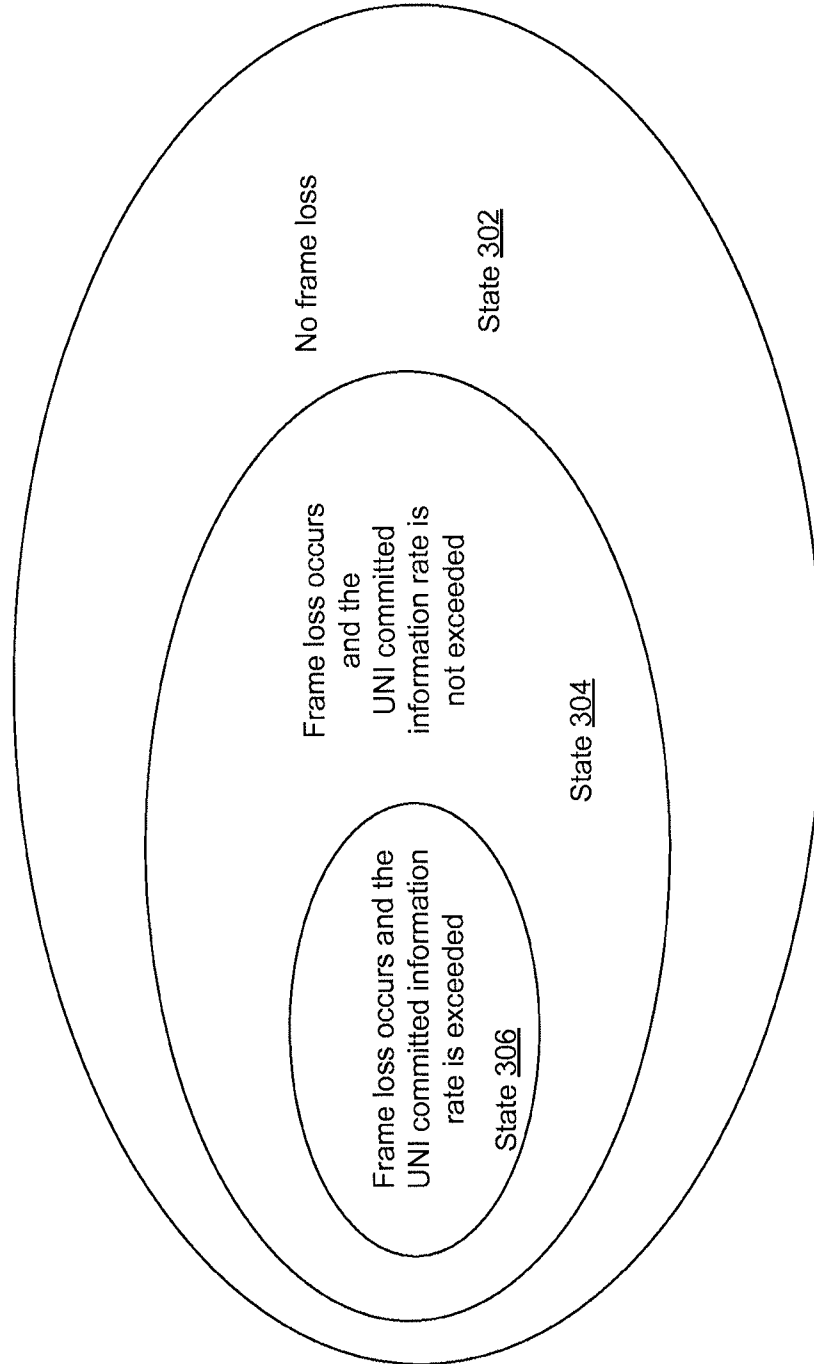 Frame loss occurs and the
UNI committed information
rate is exceeded
State 306
Frame loss occurs
and the
UNI committed
information rate is
not exceeded
State 304
No frame loss
State 302